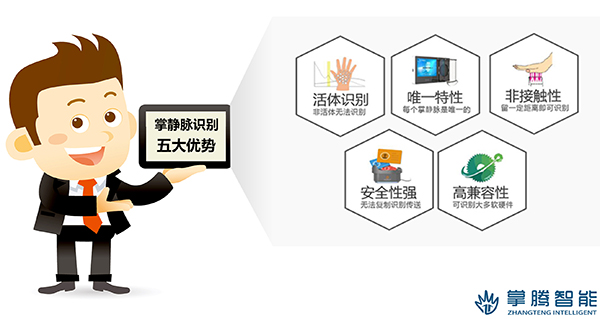 掌静脉识别
五大优势
活体识别
非活体无法识别
唯一特性
每个掌静脉是唯一的
非接触性
留一定距离即可识别
安全性强
无法复制识别传送
高兼容性
可识别大多软硬件
掌腾智能
ZHANGTENG INTELLIGENT